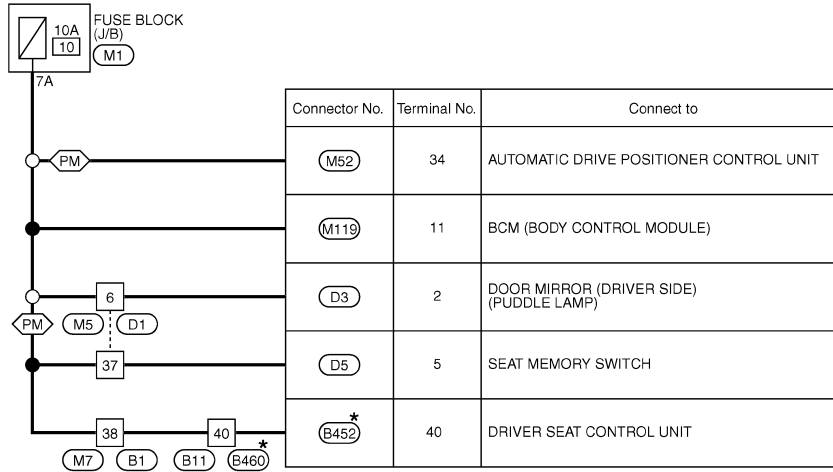 FUSE BLOCK
(J/B)
10A
10
M1
7A
Connector No. Terminal No. Connect to
PM M52 34 AUTOMATIC DRIVE POSITIONER CONTROL UNIT
M119 11 BCM (BODY CONTROL MODULE)
6 D3 2 DOOR MIRROR (DRIVER SIDE)
(PUDDLE LAMP)
PM M5 D1
37 D5 5 SEAT MEMORY SWITCH
38 40 B452* 40 DRIVER SEAT CONTROL UNIT
M7 B1 B11 B460*